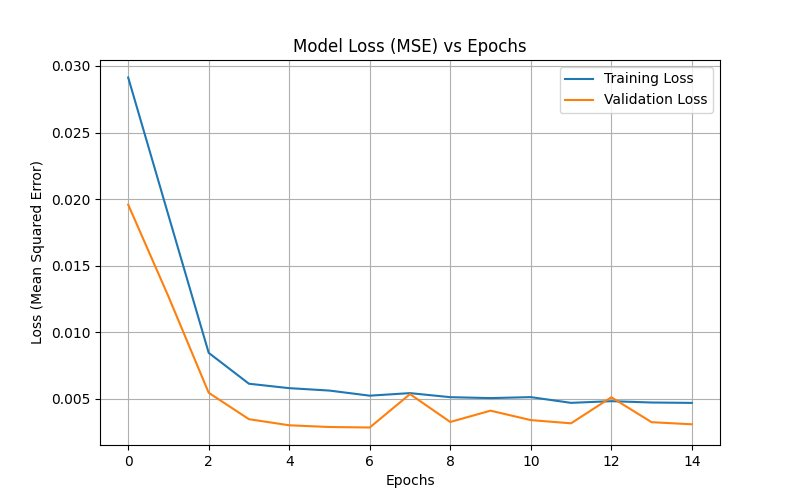 Model Loss (MSE) vs Epochs
0.030
0.025
0.020
0.015
0.010
0.005
Loss (Mean Squared Error)
Training Loss
Validation Loss
0 2 4 6 8 10 12 14
Epochs